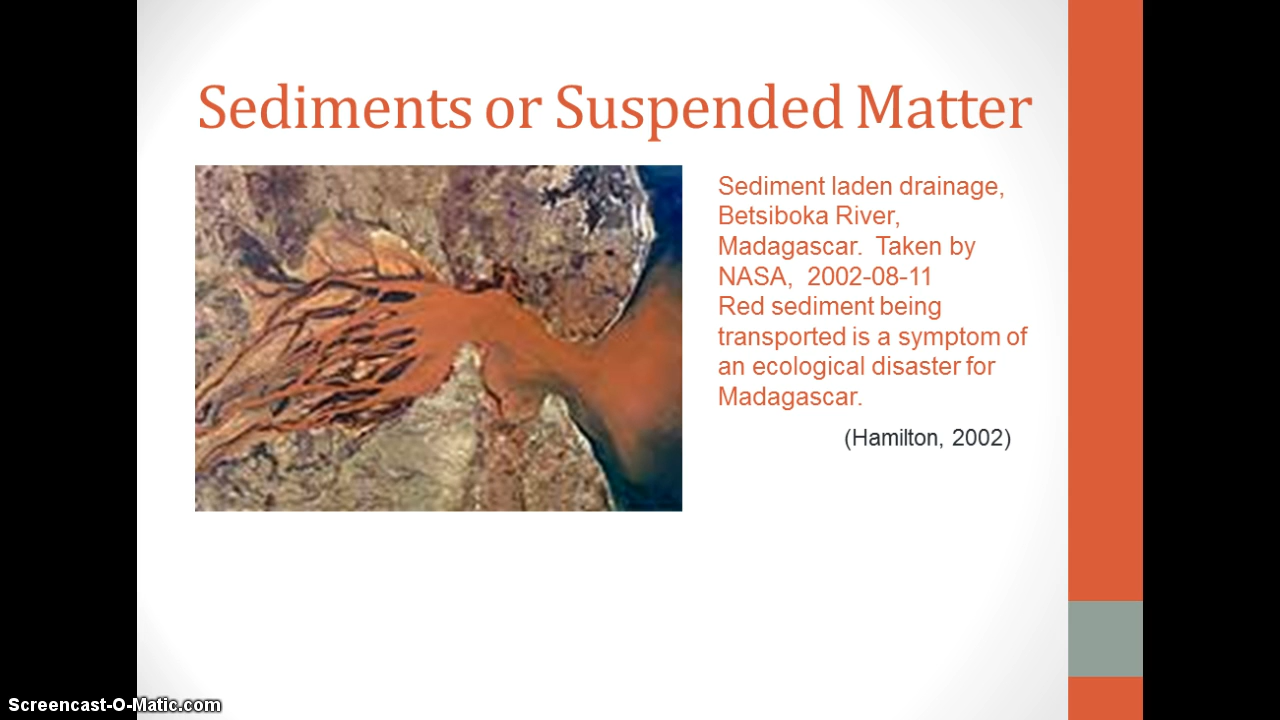 Sediments or Suspended Matter
Sediment laden drainage,
Betsiboka River,
Madagascar.  Taken by
NASA,  2002-08-11
Red sediment being
transported is a symptom of
an ecological disaster for
Madagascar.
(Hamilton, 2002)
Screencast-O-Matic.com